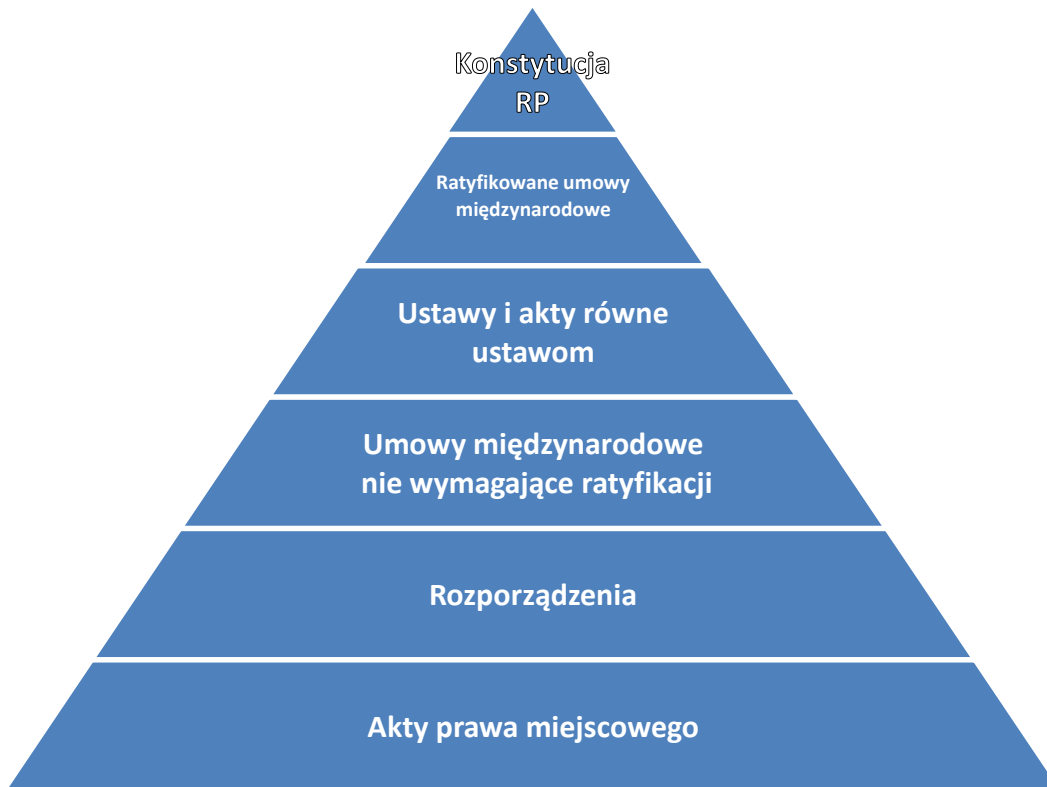 Konstytucja
RP
Ratyfikowane umowy
międzynarodowe
Ustawy i akty równe
ustawom
Umowy międzynarodowe
nie wymagające ratyfikacji
Rozporządzenia
Akty prawa miejscowego